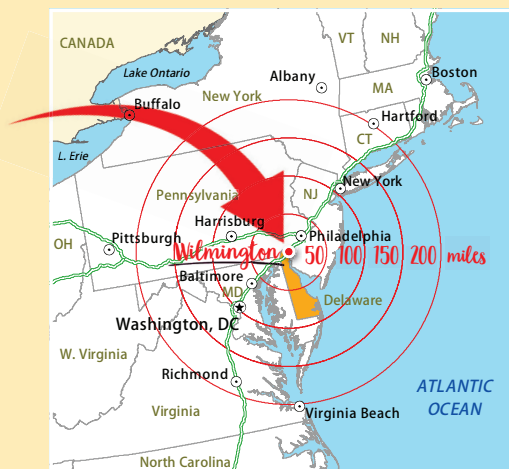 CANADA
VT
NH
Lake Ontario
Albany
Boston
MA
Buffalo
New York
Hartford
CT
L. Erie
New York
Pennsylvania
NJ
Harrisburg
Philadelphia
OH
Pittsburgh
Wilmington
50 100 150 200 miles
Baltimore
MD
Delaware
Washington, DC
W. Virginia
Richmond
ATLANTIC
OCEAN
Virginia
Virginia Beach
North Carolina